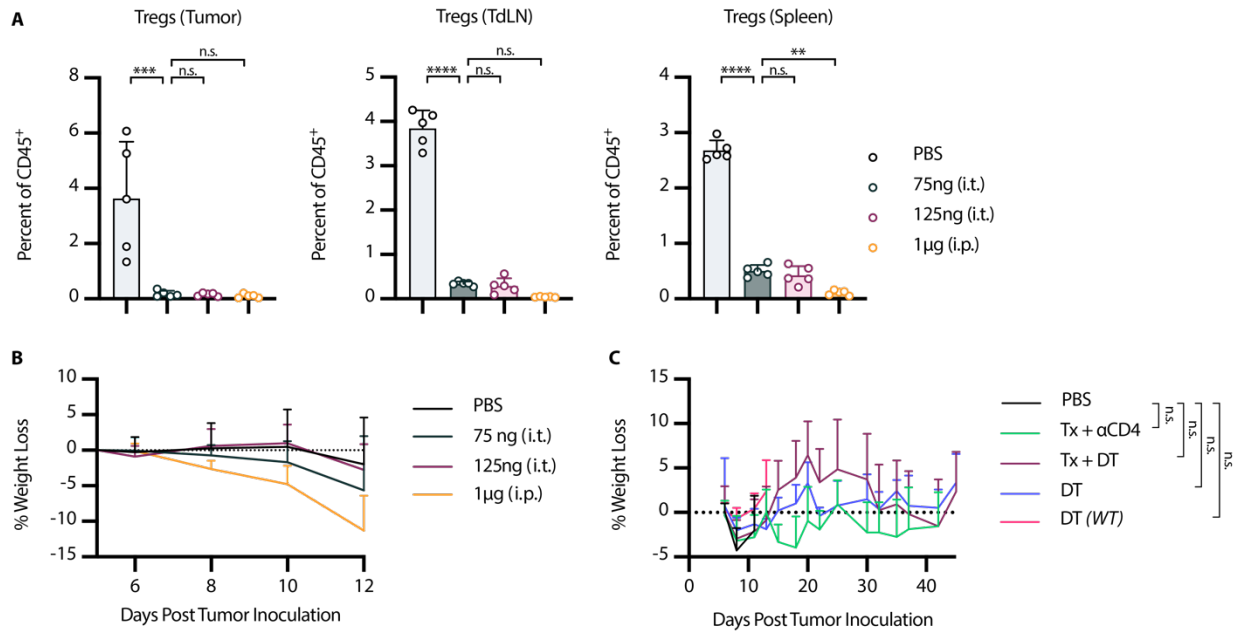 A
Tregs (Tumor)
Tregs (TdLN)
Tregs (Spleen)
n.s.
*** n.s.
n.s.
**** n.s.
**
**** n.s.
Percent of CD45+
8
6
4
2
0
Percent of CD45+
5
4
3
2
1
0
Percent of CD45+
4
3
2
1
0
PBS
75ng (i.t.)
125ng (i.t.)
1µg (i.p.)
B
% Weight Loss
10
5
0
-5
-10
-15
6 8 10 12
Days Post Tumor Inoculation
PBS
75 ng (i.t.)
125ng (i.t.)
1µg (i.p.)
C
% Weight Loss
15
10
5
0
-5
0 10 20 30 40
Days Post Tumor Inoculation
PBS
Tx + αCD4
Tx + DT
DT
DT (WT)
n.s.
n.s.
n.s.
n.s.